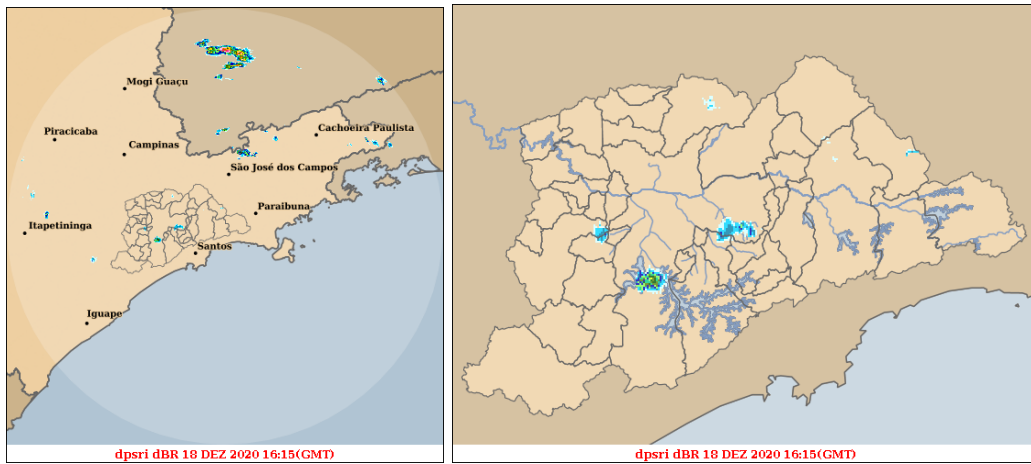 Mogi Guaçu
Piracicaba
Cachoeira Paulista
Campinas
São José dos Campos
Paraibuna
Itapetininga
Santos
Iguape
dpsri dBR 18 DEZ 2020 16:15(GMT)
dpsri dBR 18 DEZ 2020 16:15(GMT)